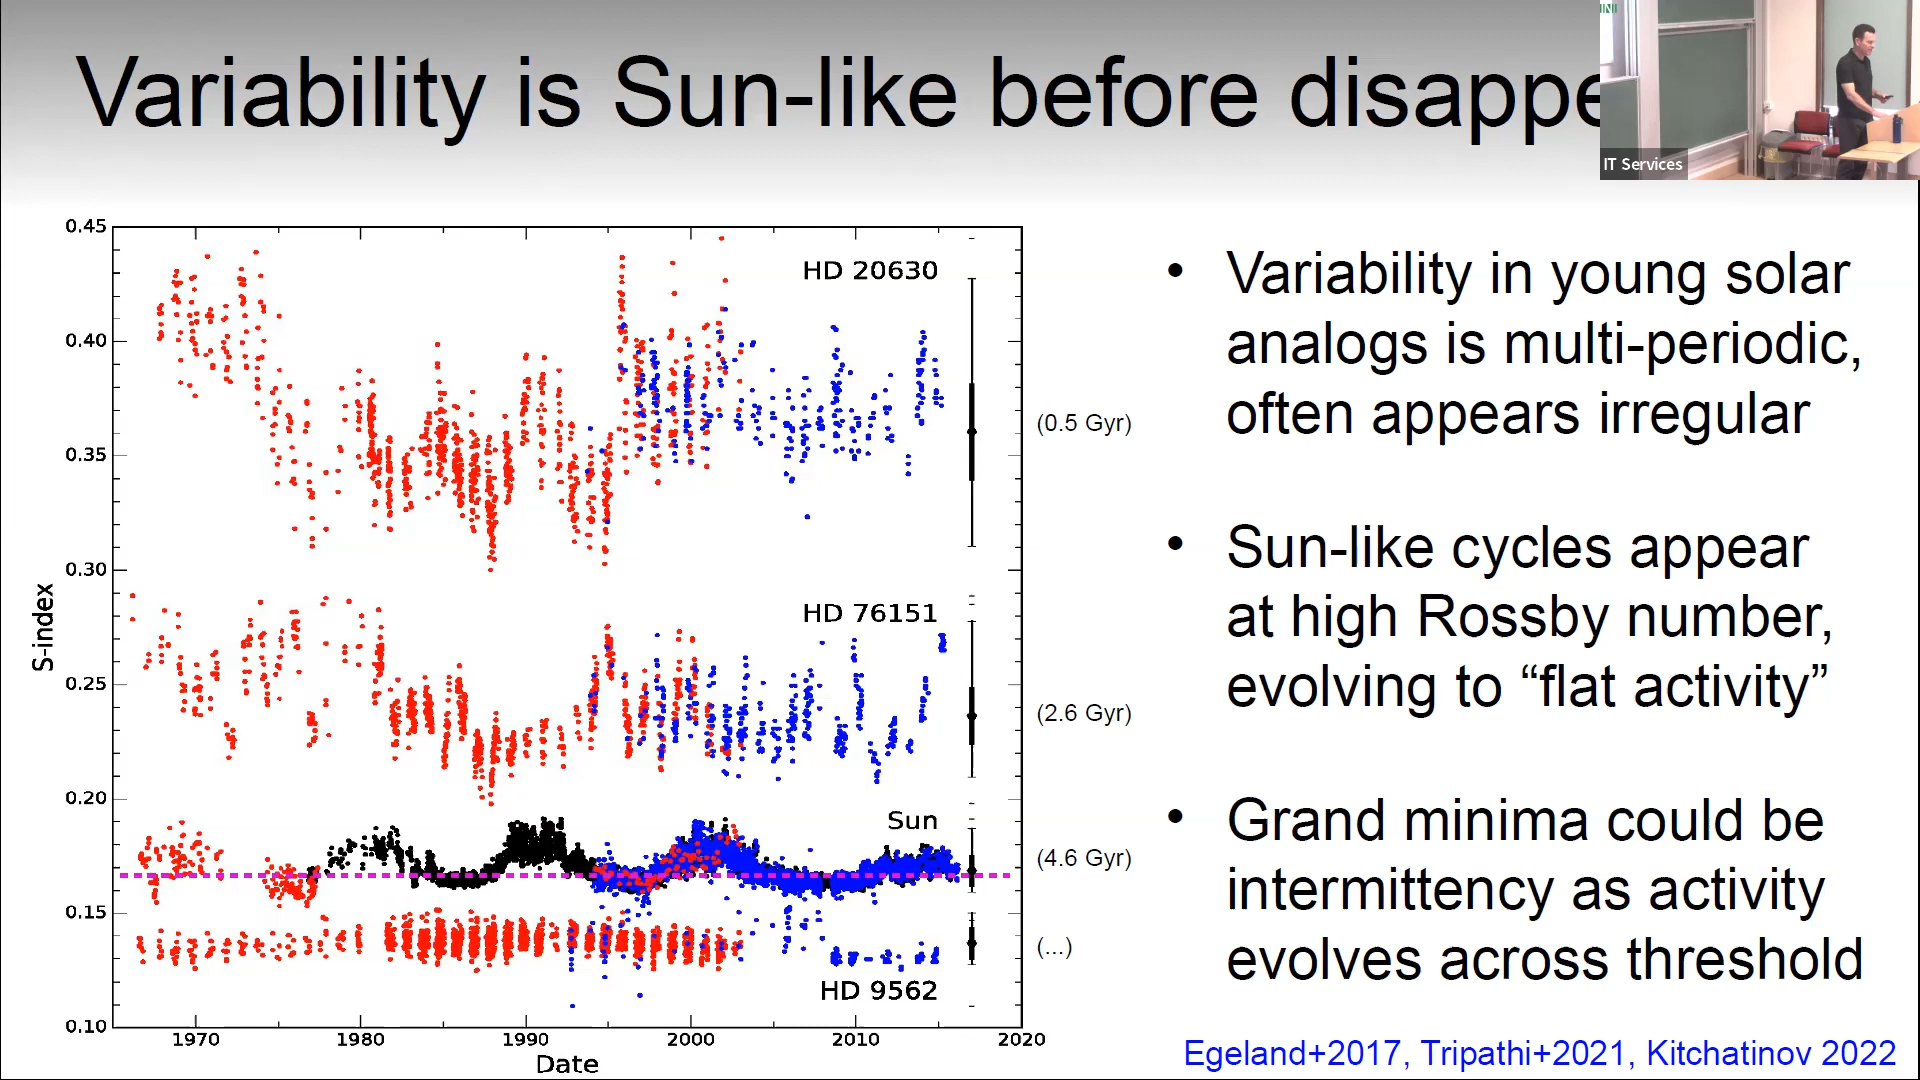 Variability is Sun-like before disappe
INI
IT Services
0.45
0.40
0.35
0.30
0.25
0.20
0.15
0.10
S-index
HD 20630
(0.5 Gyr)
HD 76151
(2.6 Gyr)
Sun
(4.6 Gyr)
(...)
HD 9562
1970
1980
1990
2000
2010
2020
Date
• Variability in young solar
analogs is multi-periodic,
often appears irregular
• Sun-like cycles appear
at high Rossby number,
evolving to “flat activity”
• Grand minima could be
intermittency as activity
evolves across threshold
Egeland+2017, Tripathi+2021, Kitchatinov 2022